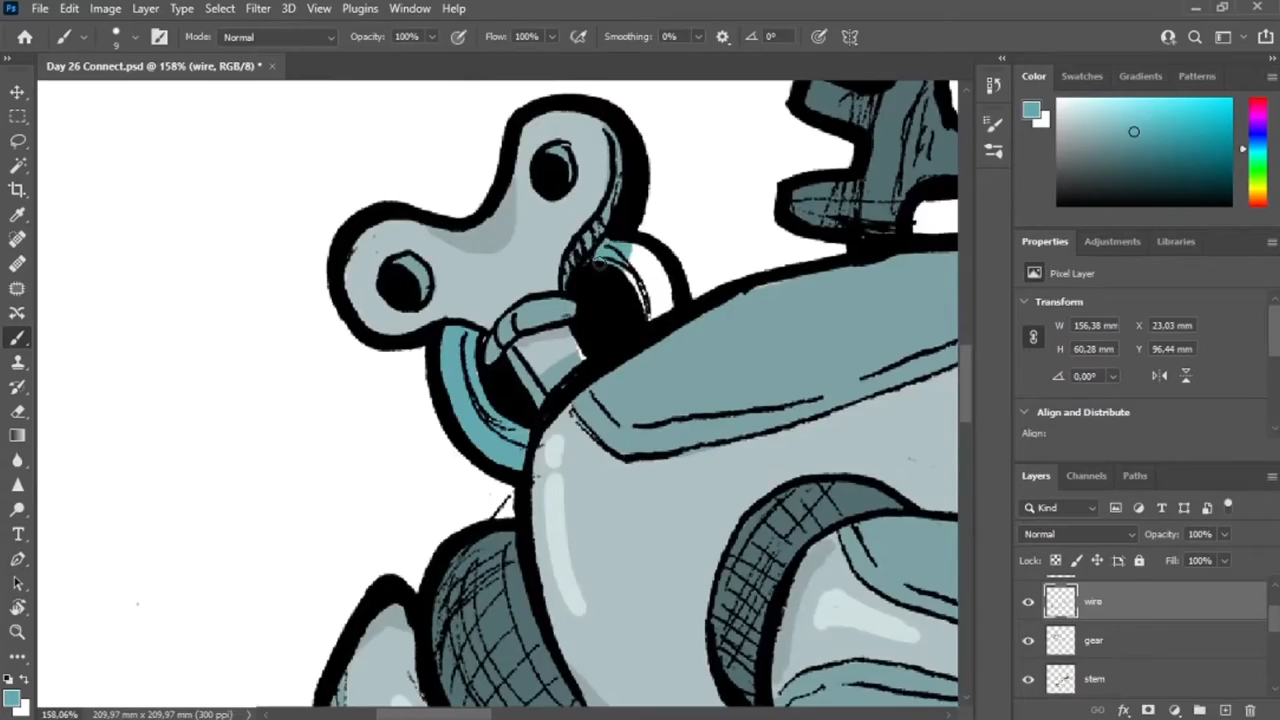 File Edit Image Layer Type Select Filter 3D View Plugins Window Help
9 Mode: Normal Opacity: 100% Flow: 100% Smoothing: 0% 0°
Day 26 Connect.psd @ 158% (wire, RGB/8) *
Color Swatches Gradients Patterns
Properties Adjustments Libraries
Pixel Layer
Transform
W 156,38 mm X 23,03 mm
H 60,28 mm Y 96,44 mm
0,00°
Align and Distribute
Align:
Layers Channels Paths
Kind
Normal Opacity: 100%
Lock: Fill: 100%
wire
gear
stem
158,06% 209,97 mm x 209,97 mm (300 ppi)